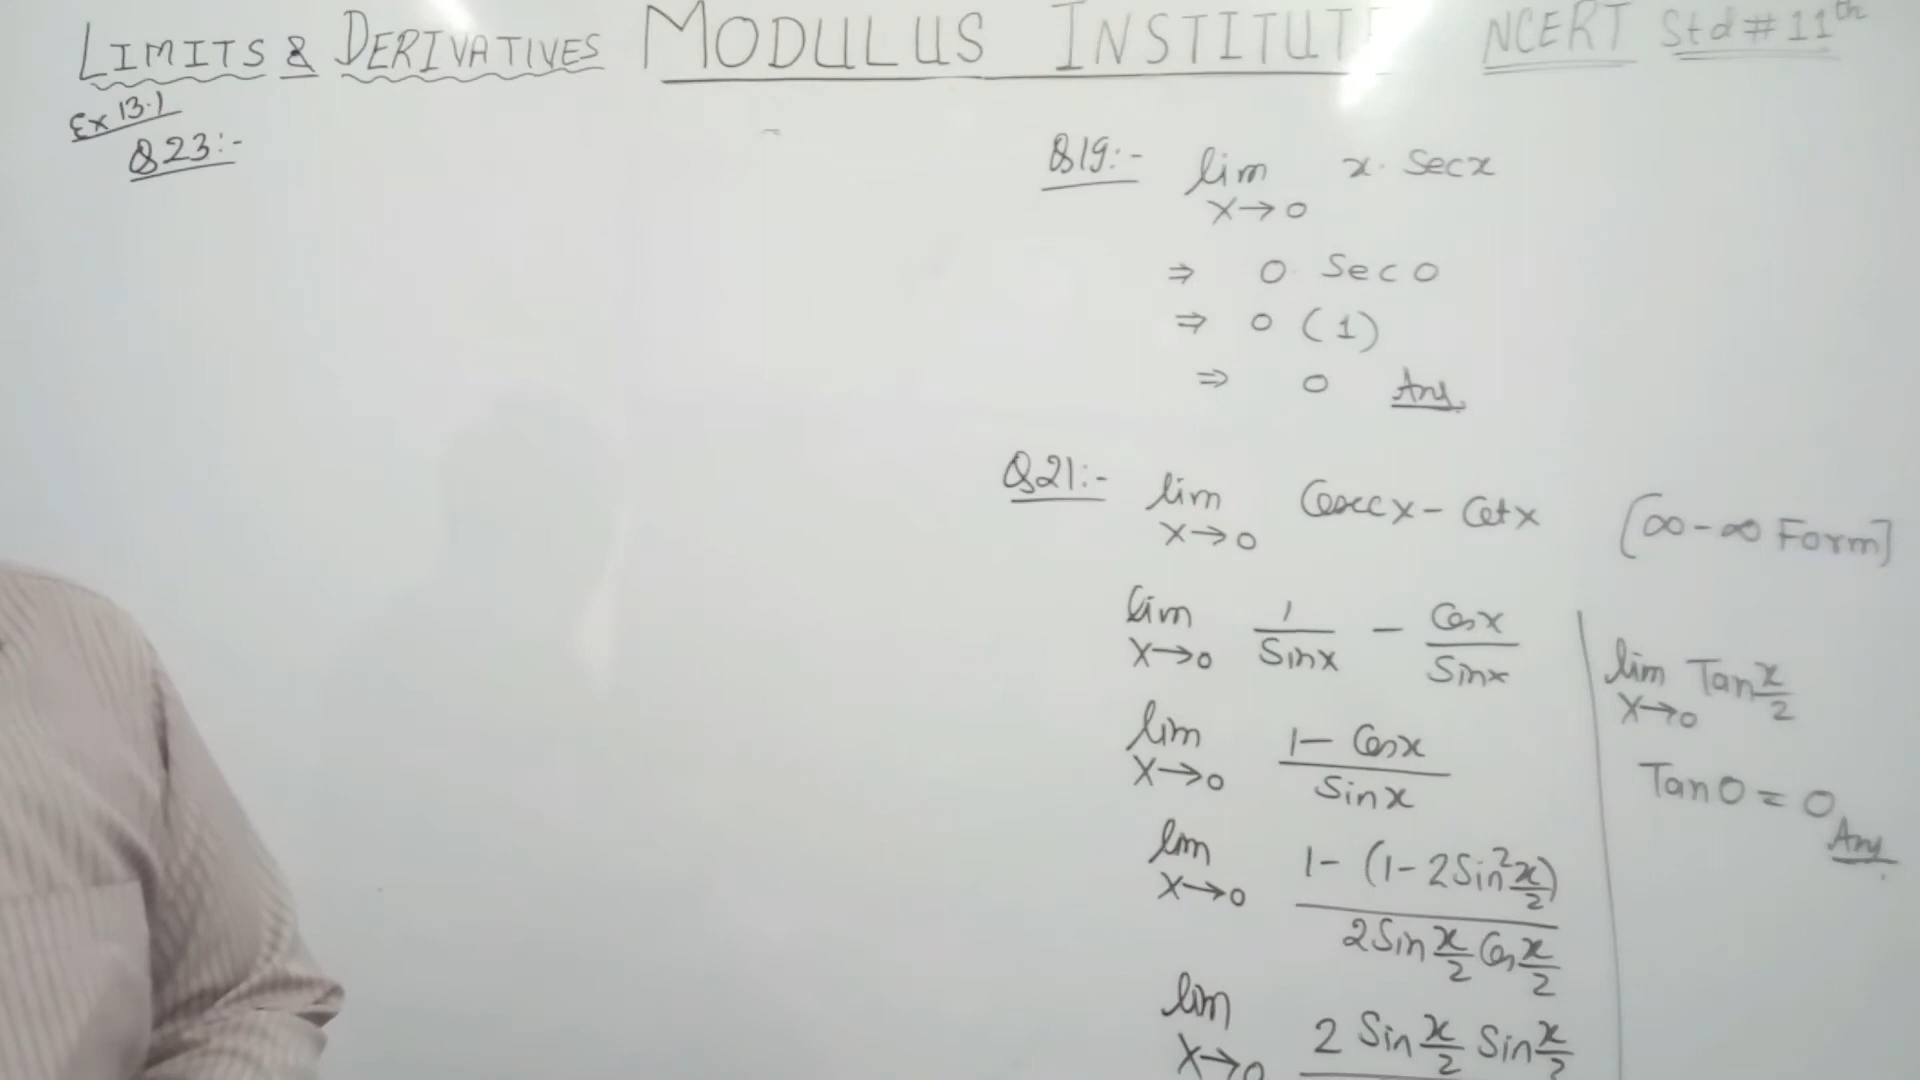 LIMITS & DERIVATIVES MODULUS INSTITUT NCERT Std # 11th
Ex 13.1
Q23:-
Q19:- lim x→0 x. Secx
⇒ 0. Sec 0
⇒ 0 (1)
⇒ 0 Ans.
Q21:- lim x→0 Cosecx - Cotx [∞-∞ Form]
lim x→0 1/Sinx - Cosx/Sinx
lim x→0 (1- Cosx)/Sinx
lim x→0 (1- (1- 2Sin² x/2))/(2Sin x/2 Cos x/2)
lim x→0 2 Sin x/2 Sin x/2
lim x→0 Tan x/2
Tan 0 = 0 Ans.